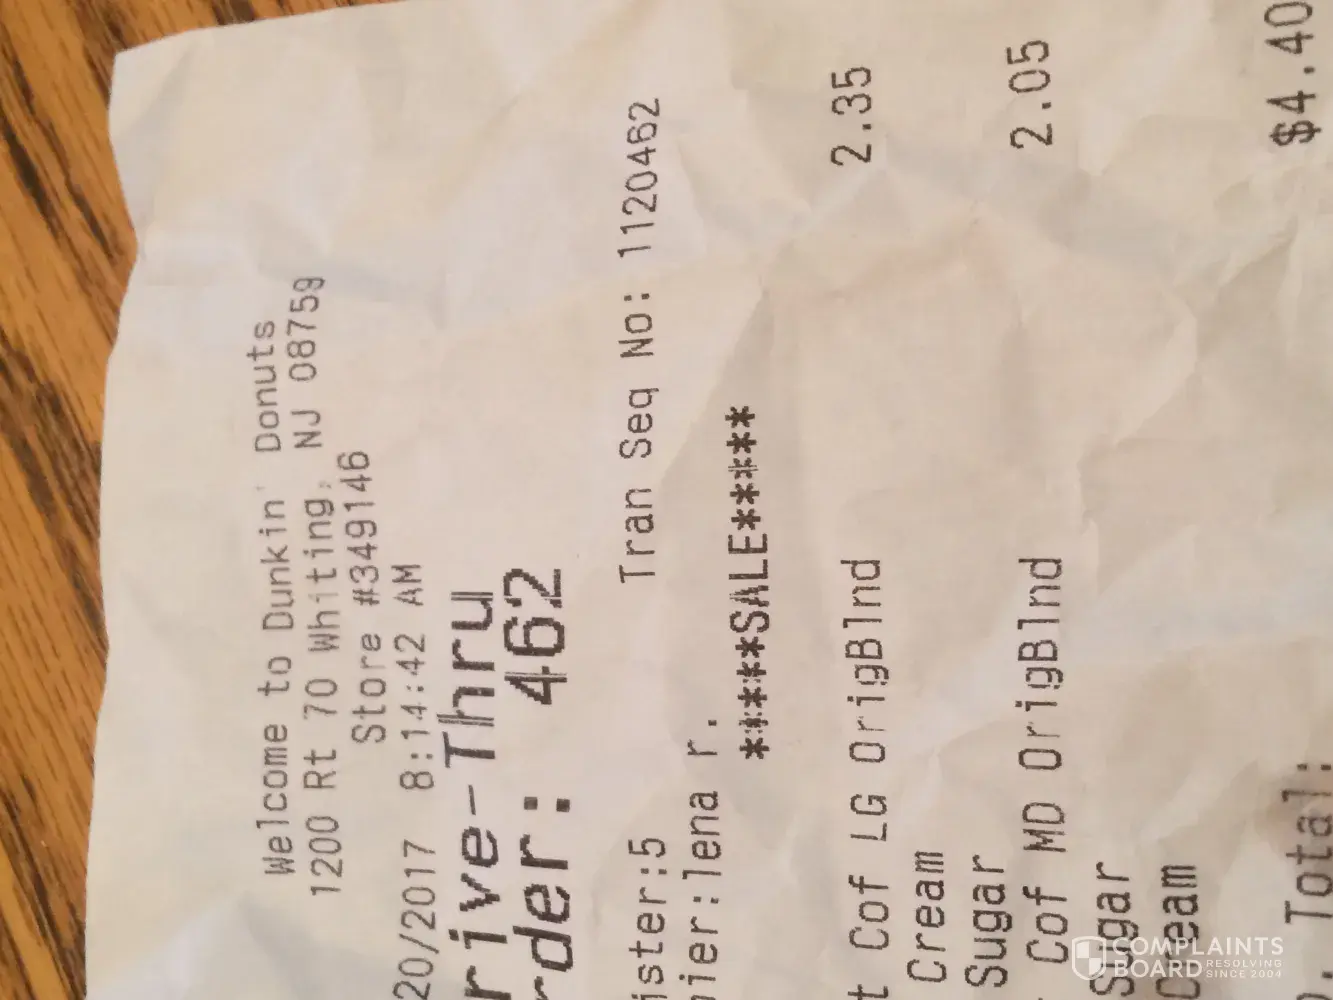 Welcome to Dunkin' Donuts
1200 Rt 70 Whiting, NJ 08759
Store #349146
20/2017 8:14:42 AM
rive-Thru
rder: 462
Tran Seq No: 1120462
ister:5
ier:lena r.
*****SALE*****
t Cof LG OrigBlnd 2.35
Cream
Sugar
Cof MD OrigBlnd 2.05
Sugar
Cream
. Total: $4.40
COMPLAINTS
BOARD RESOLVING
SINCE 2004